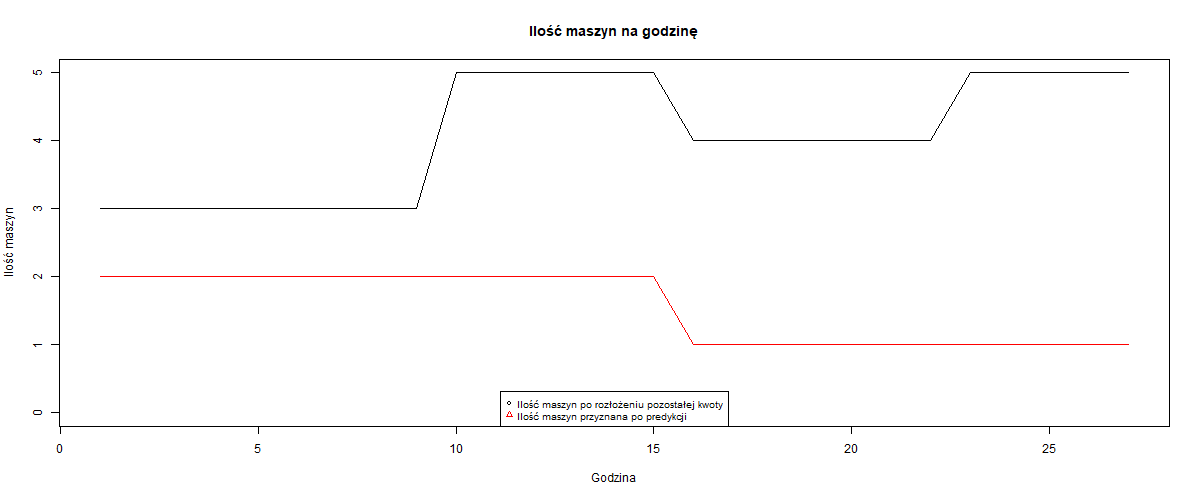 Ilość maszyn na godzinę
Ilość maszyn
5
4
3
2
1
0
Ilość maszyn po rozłożeniu pozostałej kwoty
Ilość maszyn przyznana po predykcji
0 5 10 15 20 25
Godzina